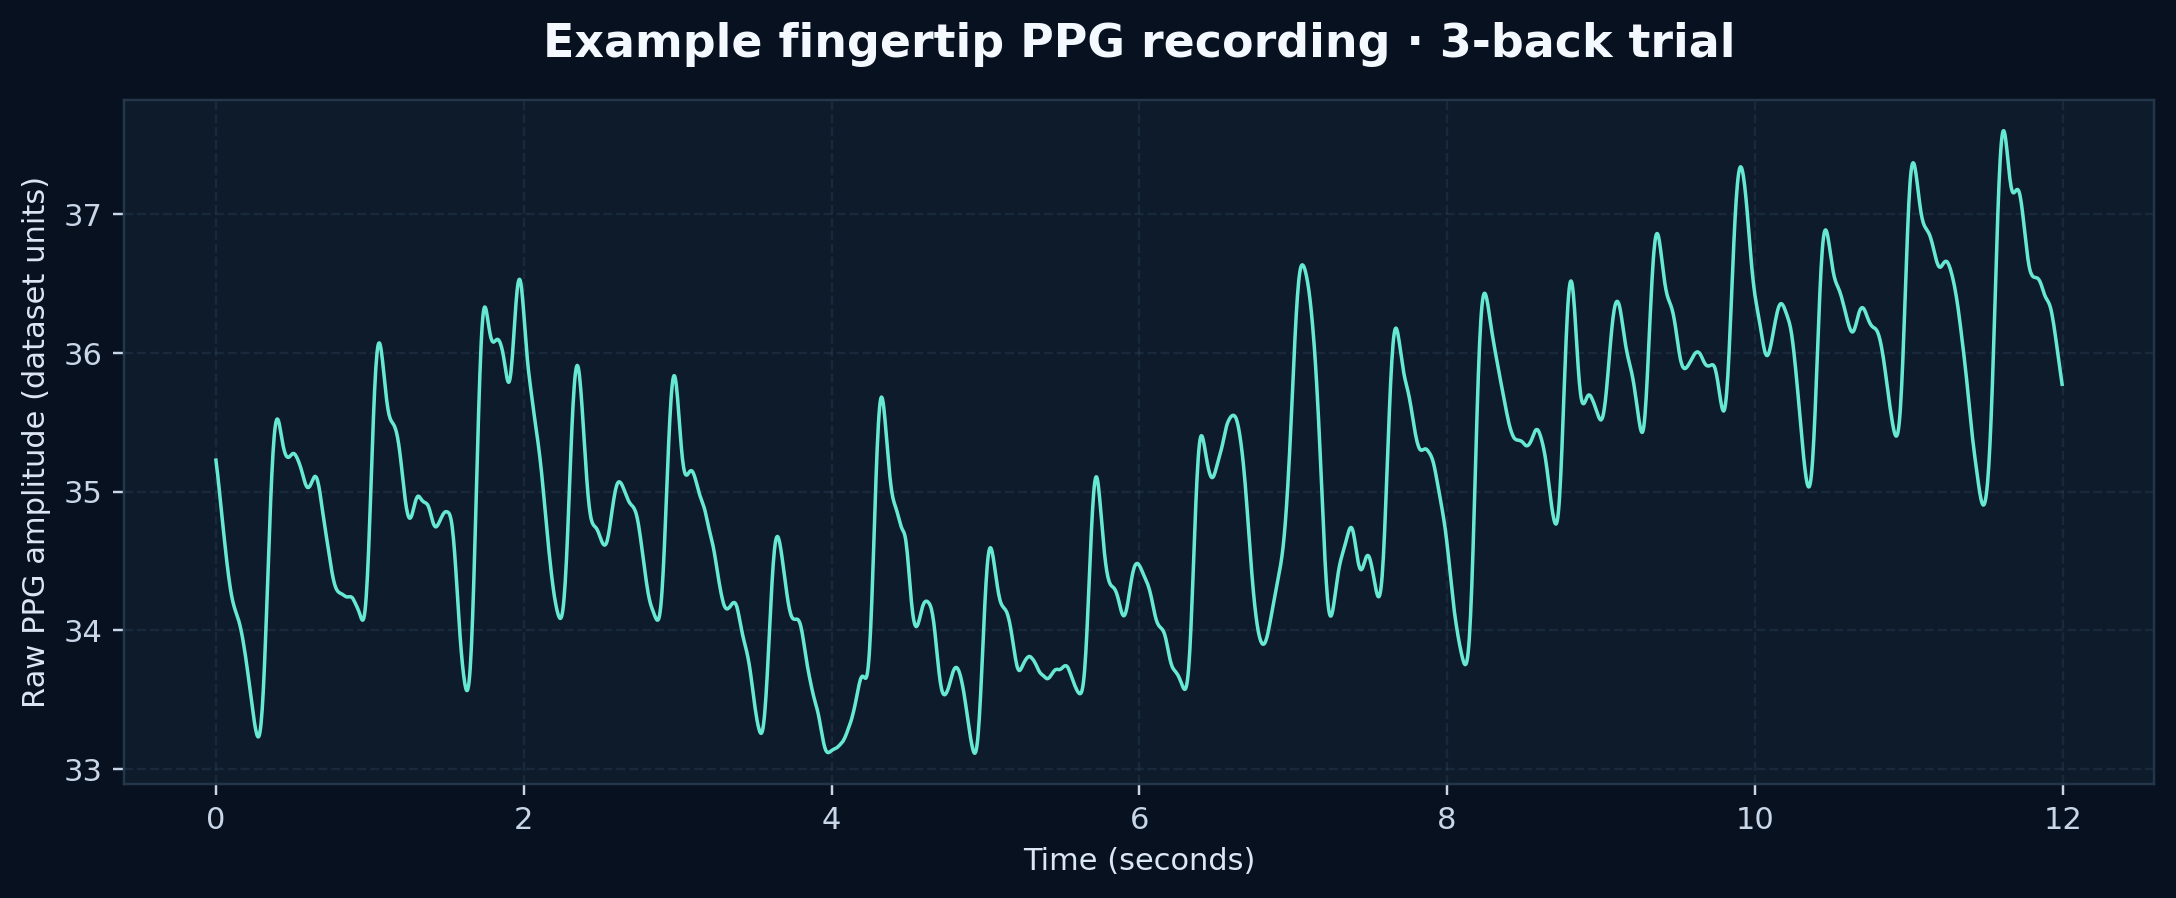 Example fingertip PPG recording · 3-back trial
Raw PPG amplitude (dataset units)
37
36
35
34
33
0 2 4 6 8 10 12
Time (seconds)